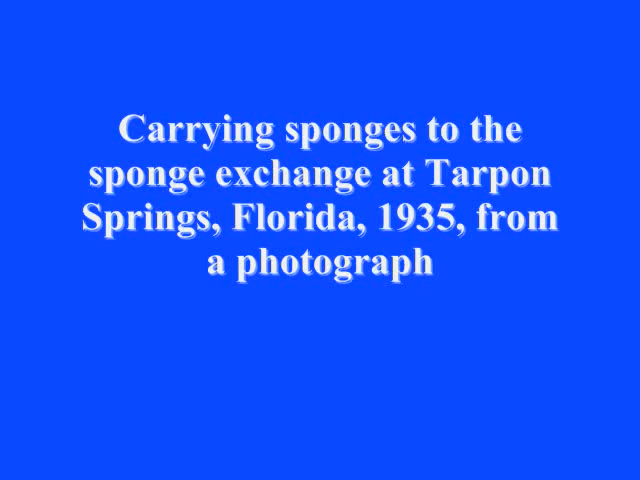 Carrying sponges to the
sponge exchange at Tarpon
Springs, Florida, 1935, from
a photograph